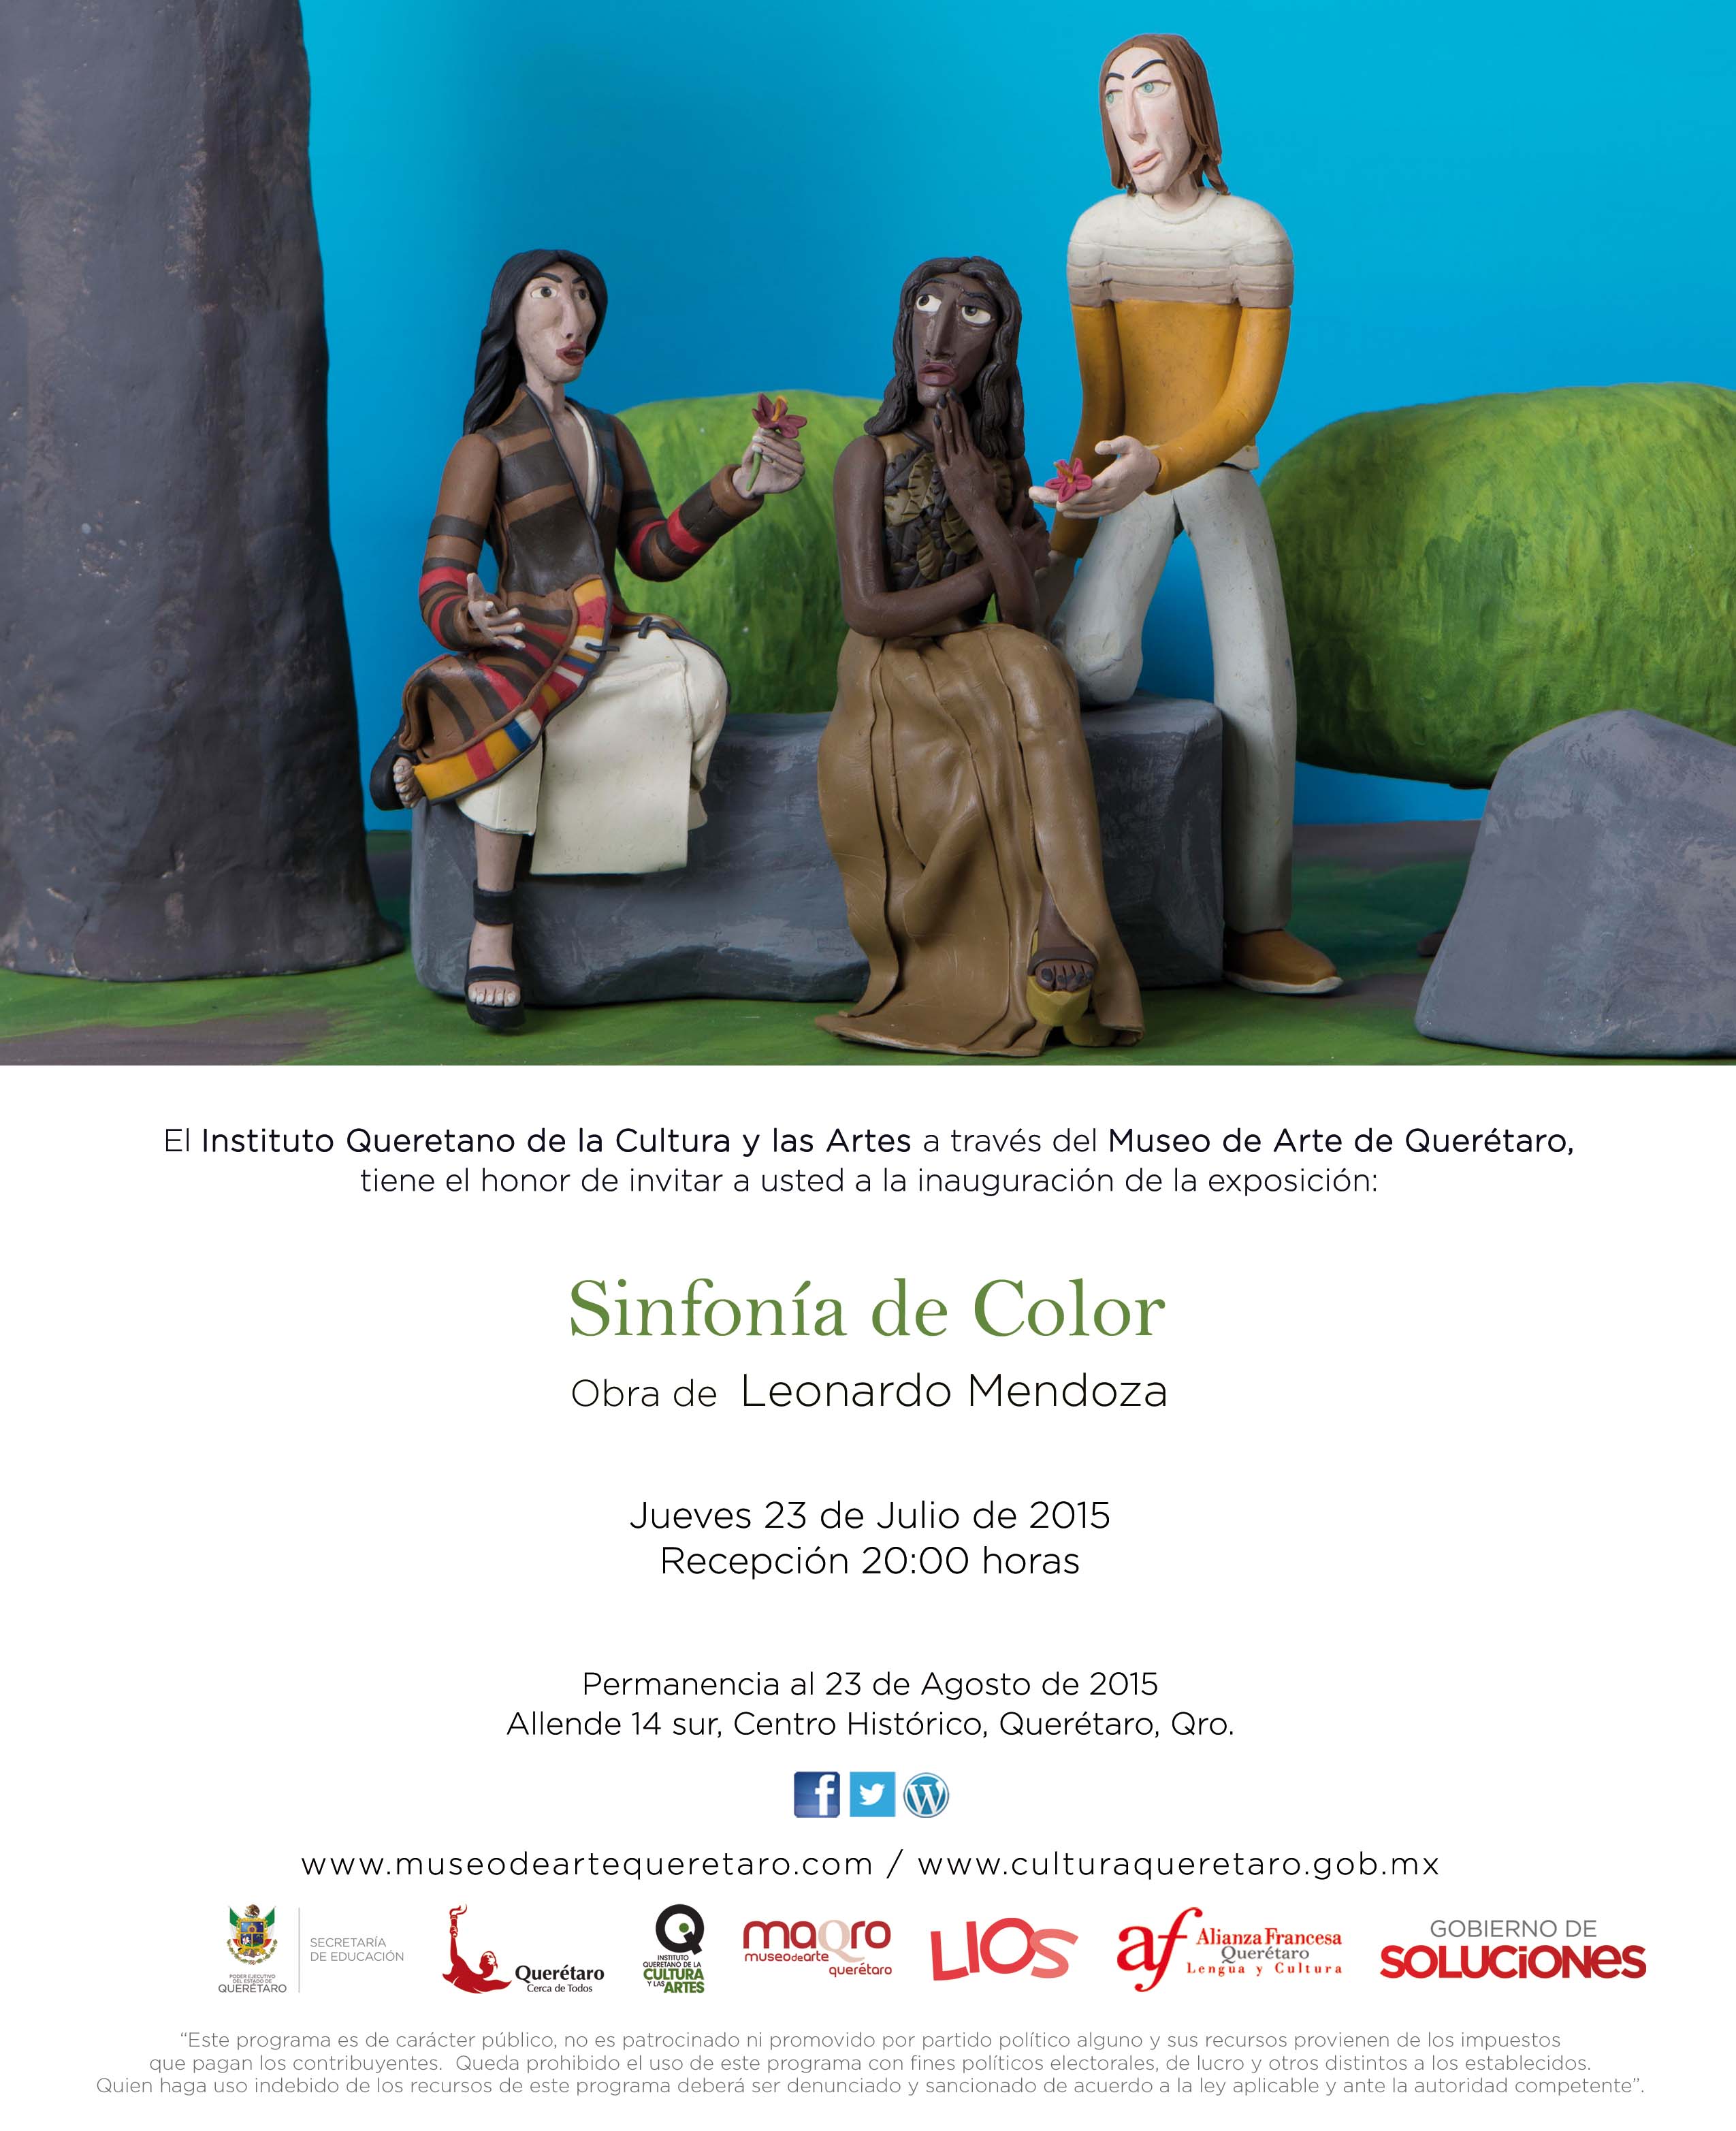 El Instituto Queretano de la Cultura y las Artes a través del Museo de Arte de Querétaro,
tiene el honor de invitar a usted a la inauguración de la exposición:
Sinfonía de Color
Obra de Leonardo Mendoza
Jueves 23 de Julio de 2015
Recepción 20:00 horas
Permanencia al 23 de Agosto de 2015
Allende 14 sur, Centro Histórico, Querétaro, Qro.
www.museodeartequeretaro.com / www.culturaqueretaro.gob.mx
PODER EJECUTIVO
DEL ESTADO DE
QUERÉTARO
SECRETARÍA
DE EDUCACIÓN
Querétaro
Cerca de Todos
INSTITUTO
QUERETANO DE LA
CULTURA
Y LAS ARTES
maQro
museodearte
querétaro
LIOS
af Alianza Francesa
Querétaro
Lengua y Cultura
GOBIERNO DE
SOLUCIONES
“Este programa es de carácter público, no es patrocinado ni promovido por partido político alguno y sus recursos provienen de los impuestos
que pagan los contribuyentes. Queda prohibido el uso de este programa con fines políticos electorales, de lucro y otros distintos a los establecidos.
Quien haga uso indebido de los recursos de este programa deberá ser denunciado y sancionado de acuerdo a la ley aplicable y ante la autoridad competente”.